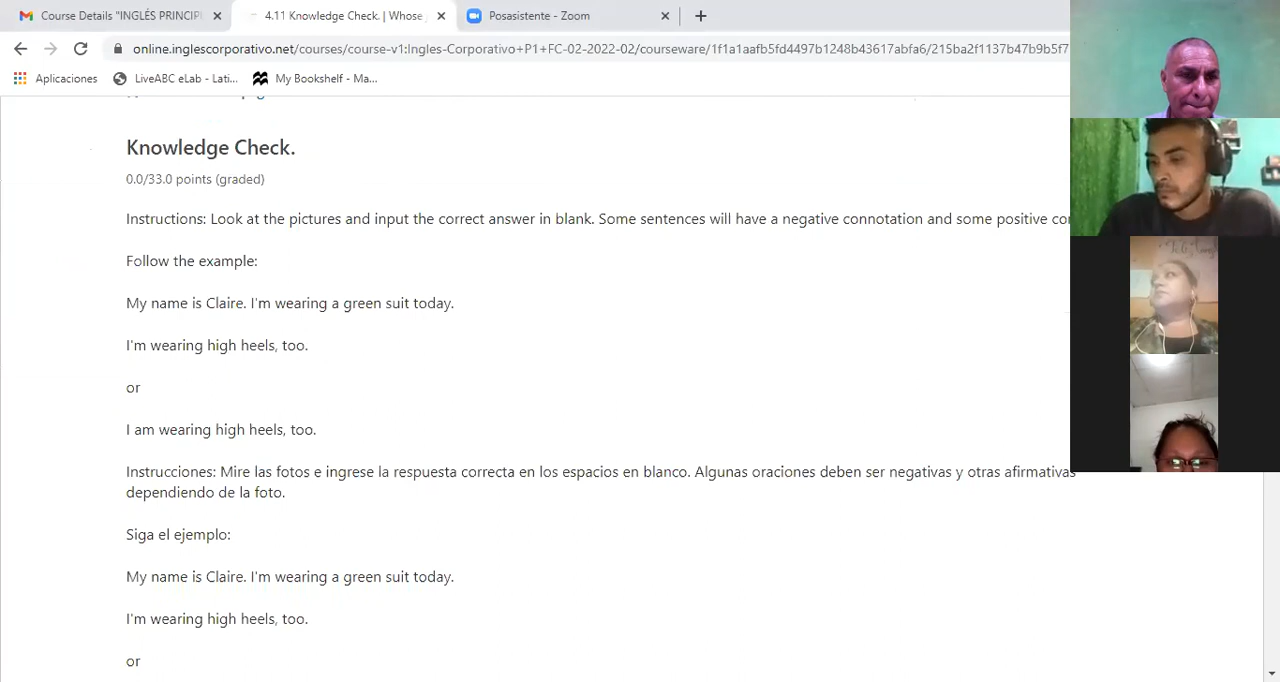 Course Details "INGLÉS PRINCIP
4.11 Knowledge Check. | Whose
Posasistente - Zoom
online.inglescorporativo.net/courses/course-v1:Ingles-Corporativo+P1+FC-02-2022-02/courseware/1f1a1aafb5fd4497b1248b43617abfa6/215ba2f1137b47b9b5f7
Aplicaciones
LiveABC eLab - Lati...
My Bookshelf - Ma...
Knowledge Check.
0.0/33.0 points (graded)
Instructions: Look at the pictures and input the correct answer in blank. Some sentences will have a negative connotation and some positive co
Follow the example:
My name is Claire. I'm wearing a green suit today.
I'm wearing high heels, too.
or
I am wearing high heels, too.
Instrucciones: Mire las fotos e ingrese la respuesta correcta en los espacios en blanco. Algunas oraciones deben ser negativas y otras afirmativas
dependiendo de la foto.
Siga el ejemplo:
My name is Claire. I'm wearing a green suit today.
I'm wearing high heels, too.
or